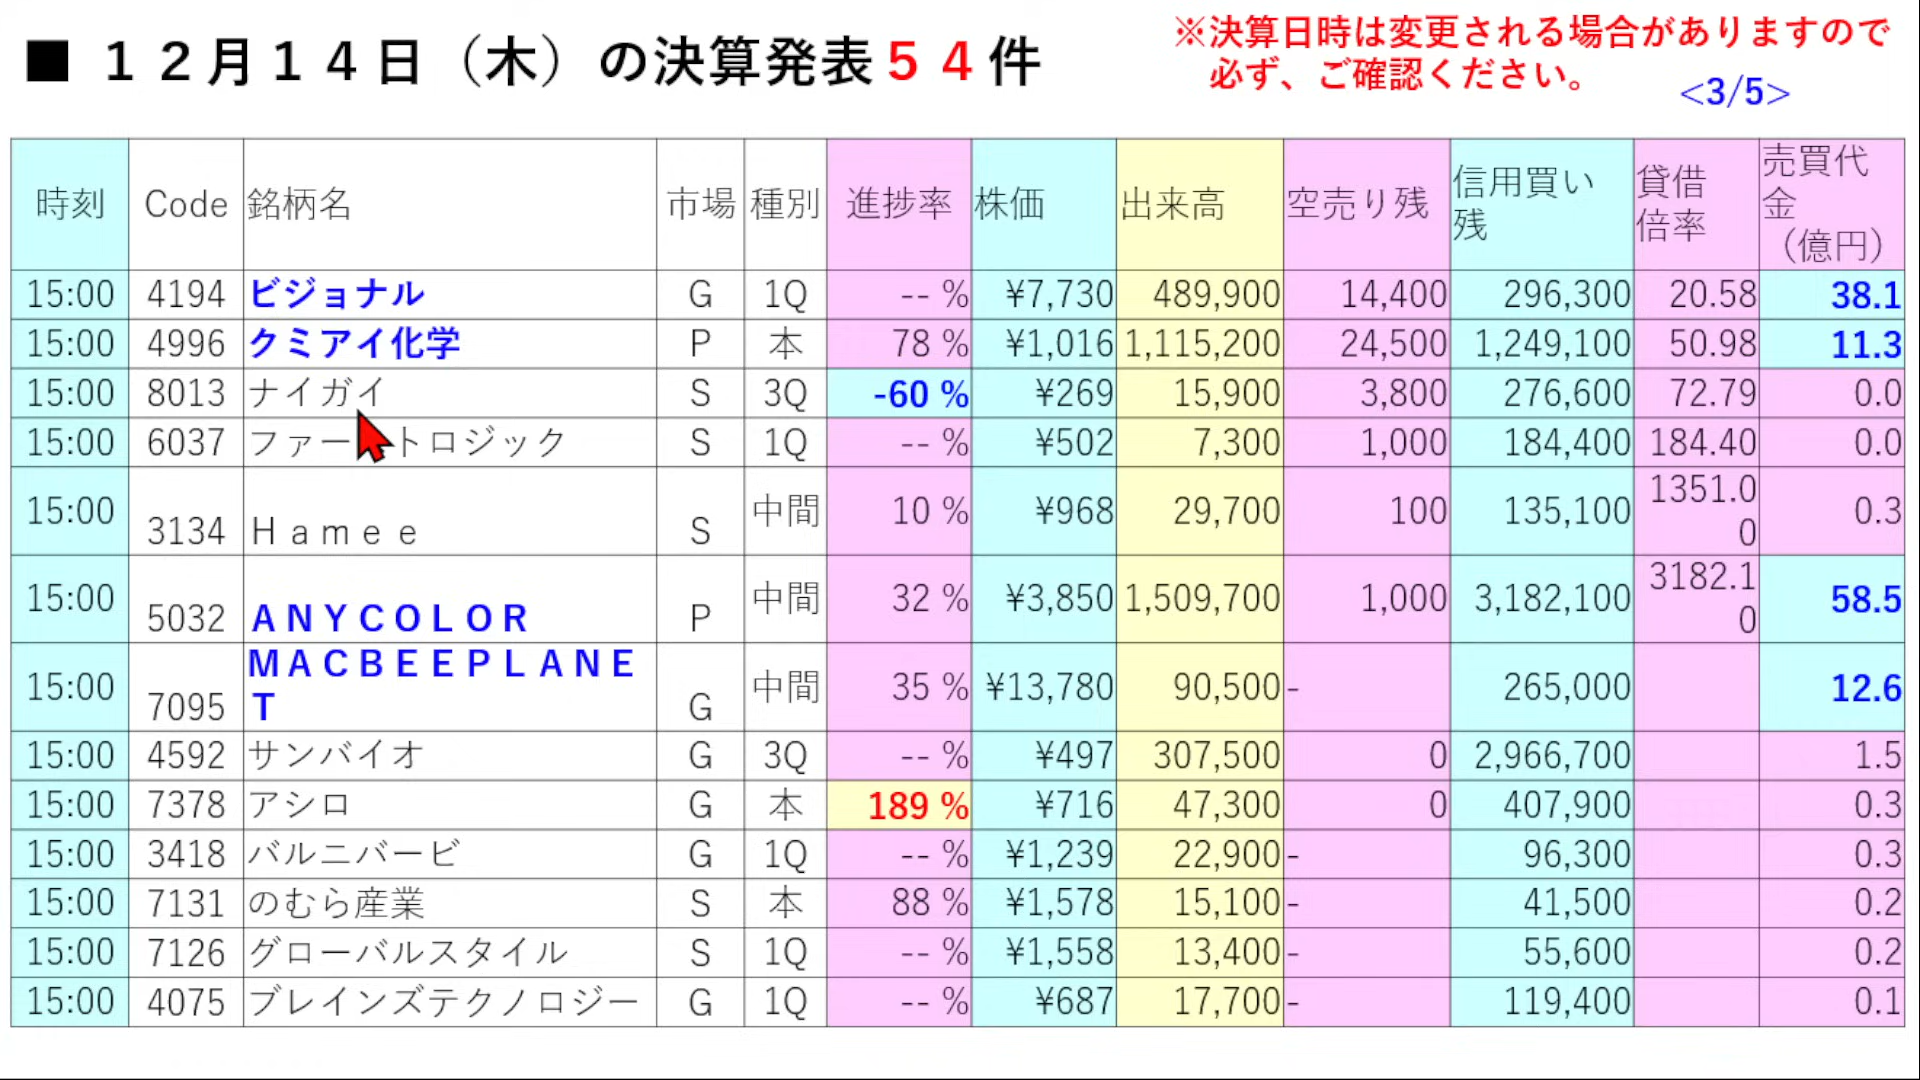 ■ １２月１４日（木）の決算発表５４件
※決算日時は変更される場合がありますので
必ず、ご確認ください。
<3/5>
時刻 Code 銘柄名 市場 種別 進捗率 株価 出来高 空売り残 信用買い残 貸借倍率 売買代金（億円）
15:00 4194 ビジョナル G 1Q -- % ¥7,730 489,900 14,400 296,300 20.58 38.1
15:00 4996 クミアイ化学 P 本 78 % ¥1,016 1,115,200 24,500 1,249,100 50.98 11.3
15:00 8013 ナイガイ S 3Q -60 % ¥269 15,900 3,800 276,600 72.79 0.0
15:00 6037 ファー トロジック S 1Q -- % ¥502 7,300 1,000 184,400 184.40 0.0
15:00 3134 Ｈａｍｅｅ S 中間 10 % ¥968 29,700 100 135,100 1351.00 0.3
15:00 5032 ＡＮＹＣＯＬＯＲ P 中間 32 % ¥3,850 1,509,700 1,000 3,182,100 3182.10 58.5
15:00 7095 ＭＡＣＢＥＥＰＬＡＮＥＴ G 中間 35 % ¥13,780 90,500 - 265,000 12.6
15:00 4592 サンバイオ G 3Q -- % ¥497 307,500 0 2,966,700 1.5
15:00 7378 アシロ G 本 189 % ¥716 47,300 0 407,900 0.3
15:00 3418 バルニバービ G 1Q -- % ¥1,239 22,900 - 96,300 0.3
15:00 7131 のむら産業 S 本 88 % ¥1,578 15,100 - 41,500 0.2
15:00 7126 グローバルスタイル S 1Q -- % ¥1,558 13,400 - 55,600 0.2
15:00 4075 ブレインズテクノロジー G 1Q -- % ¥687 17,700 - 119,400 0.1